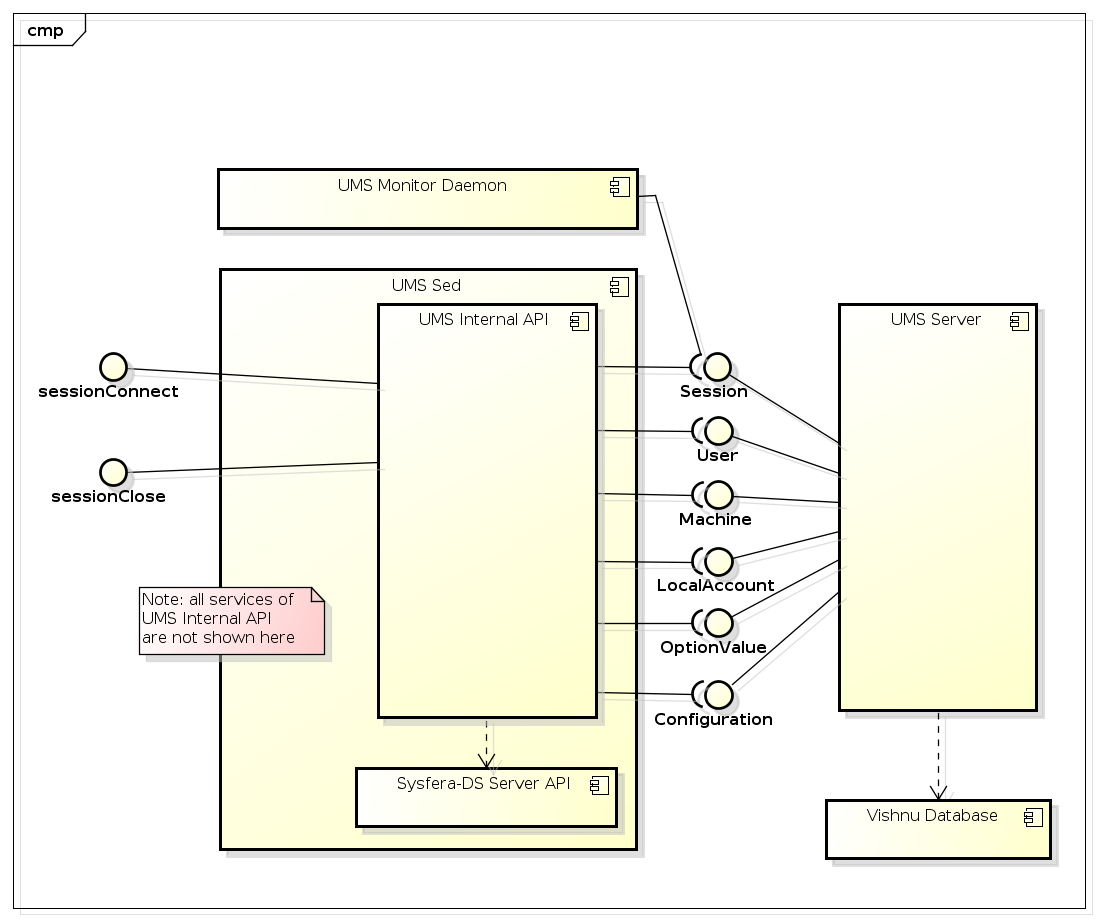 cmp
UMS Monitor Daemon
UMS Sed
UMS Internal API
UMS Server
sessionConnect
Session
User
sessionClose
Machine
LocalAccount
Note: all services of
UMS Internal API
are not shown here
OptionValue
Configuration
Sysfera-DS Server API
Vishnu Database